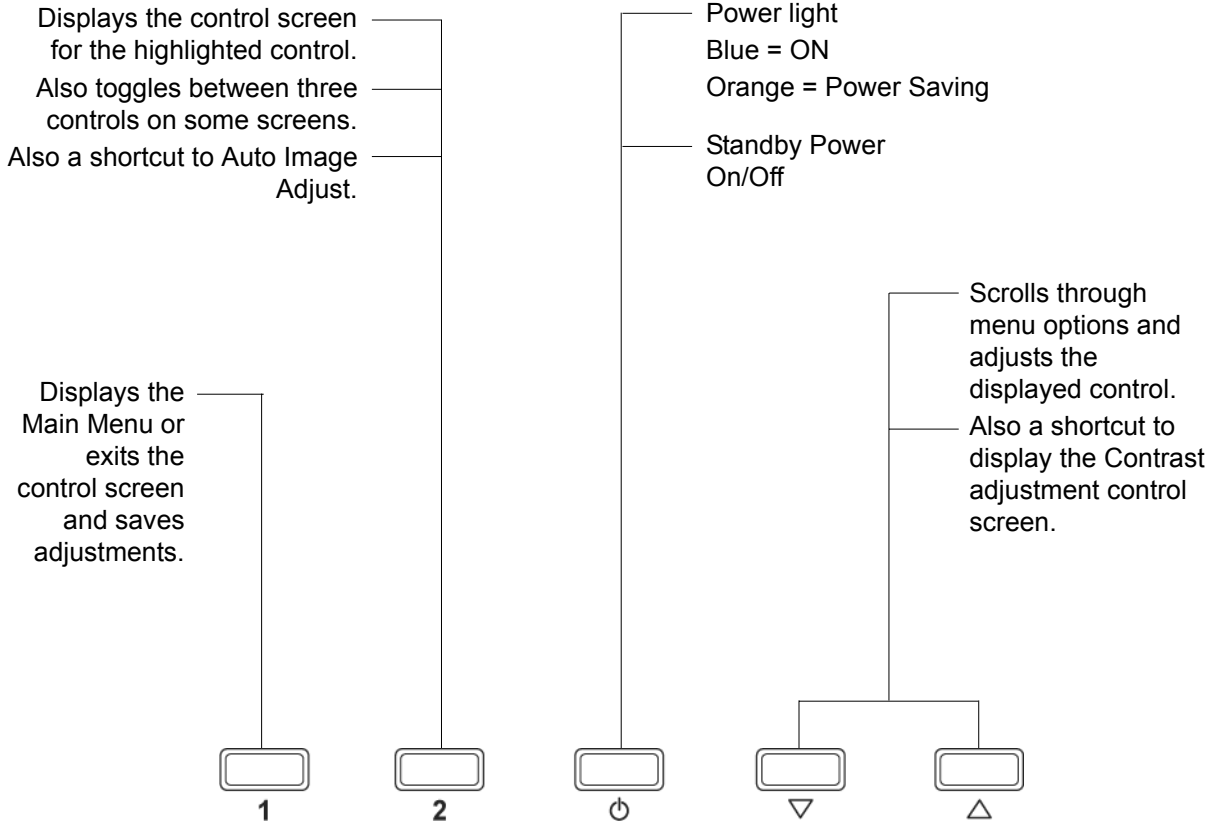 Displays the control screen
for the highlighted control.
Also toggles between three
controls on some screens.
Also a shortcut to Auto Image
Adjust.
Power light
Blue = ON
Orange = Power Saving
Standby Power
On/Off
Scrolls through
menu options and
adjusts the
displayed control.
Also a shortcut to
display the Contrast
adjustment control
screen.
Displays the
Main Menu or
exits the
control screen
and saves
adjustments.
1
2